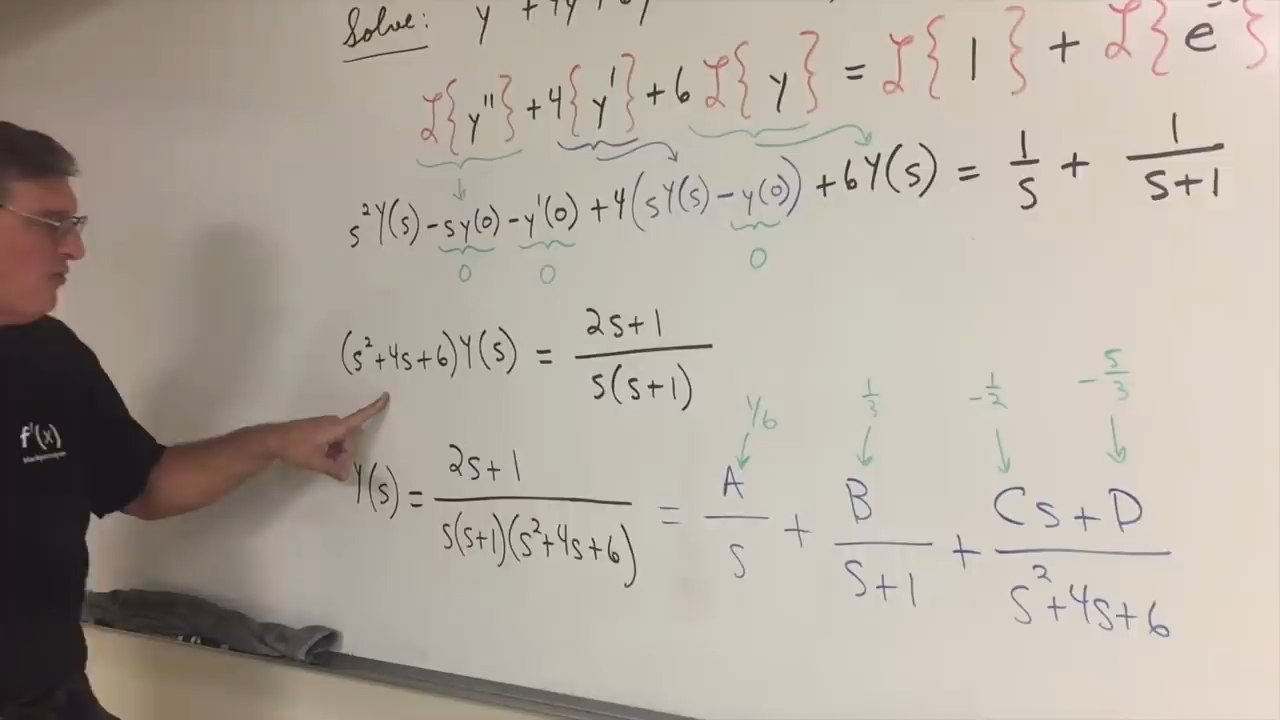 Solve: y + 4y
ℒ{y''} + 4{y'} + 6ℒ{y} = ℒ{1} + ℒ{e
s²Y(s) - sy(0) - y'(0) + 4(sY(s) - y(0)) + 6Y(s) = 1/s + 1/(s+1)
0 0 0
(s²+4s+6)Y(s) = (2s+1)/(s(s+1))
1/6 1/3 -1/2 -5/3
Y(s) = (2s+1)/(s(s+1)(s²+4s+6)) = A/s + B/(s+1) + (Cs+D)/(s²+4s+6)
f'(x)